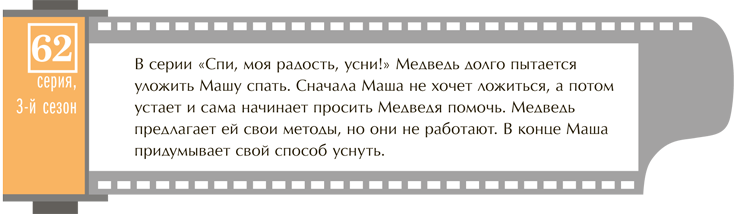 62
серия,
3-й сезон
В серии «Спи, моя радость, усни!» Медведь долго пытается
уложить Машу спать. Сначала Маша не хочет ложиться, а потом
устает и сама начинает просить Медведя помочь. Медведь
предлагает ей свои методы, но они не работают. В конце Маша
придумывает свой способ уснуть.